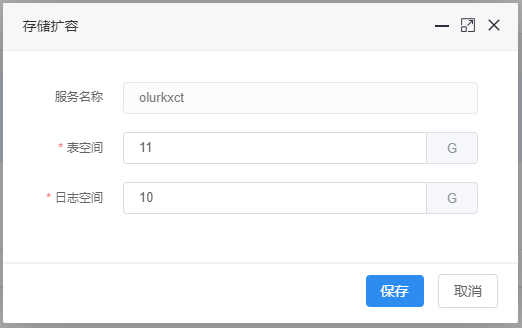 存储扩容
服务名称 olurkxct
* 表空间 11 G
* 日志空间 10 G
保存 取消